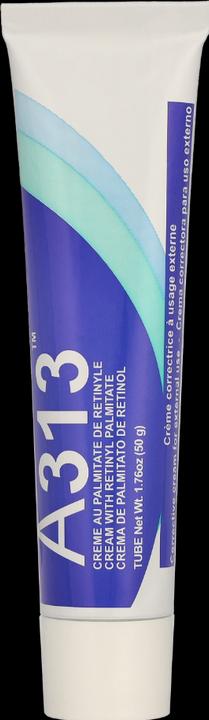 A313™
CREME AU PALMITATE DE RETINYLE
CREAM WITH RETINYL PALMITATE
CREMA DE PALMITATO DE RETINOL
TUBE Net Wt. 1.76oz (50 g)
Crème correctrice à usage externe
Corrective cream for external use - Crema correctora para uso externo